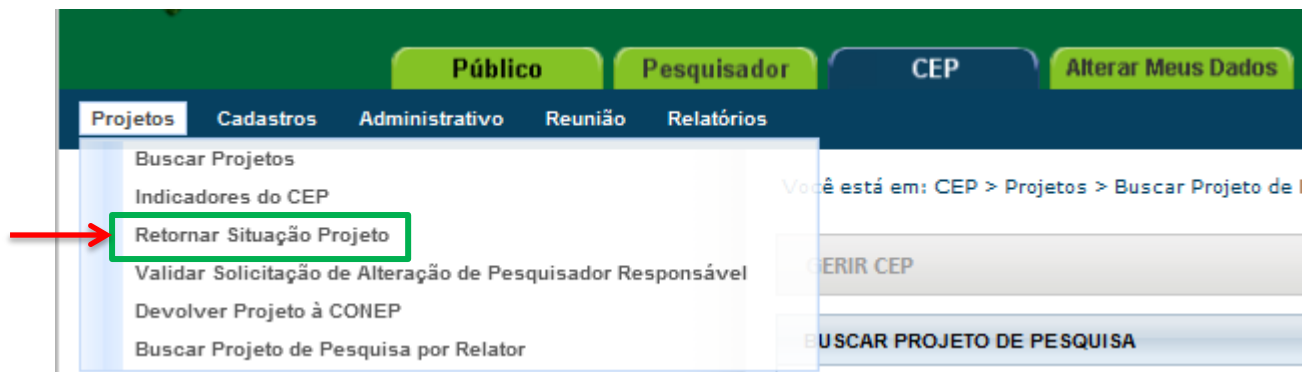 Público Pesquisador CEP Alterar Meus Dados
Projetos Cadastros Administrativo Reunião Relatórios
Buscar Projetos
Indicadores do CEP
Retornar Situação Projeto
Validar Solicitação de Alteração de Pesquisador Responsável
Devolver Projeto à CONEP
Buscar Projeto de Pesquisa por Relator
Você está em: CEP > Projetos > Buscar Projeto de
GERIR CEP
BUSCAR PROJETO DE PESQUISA